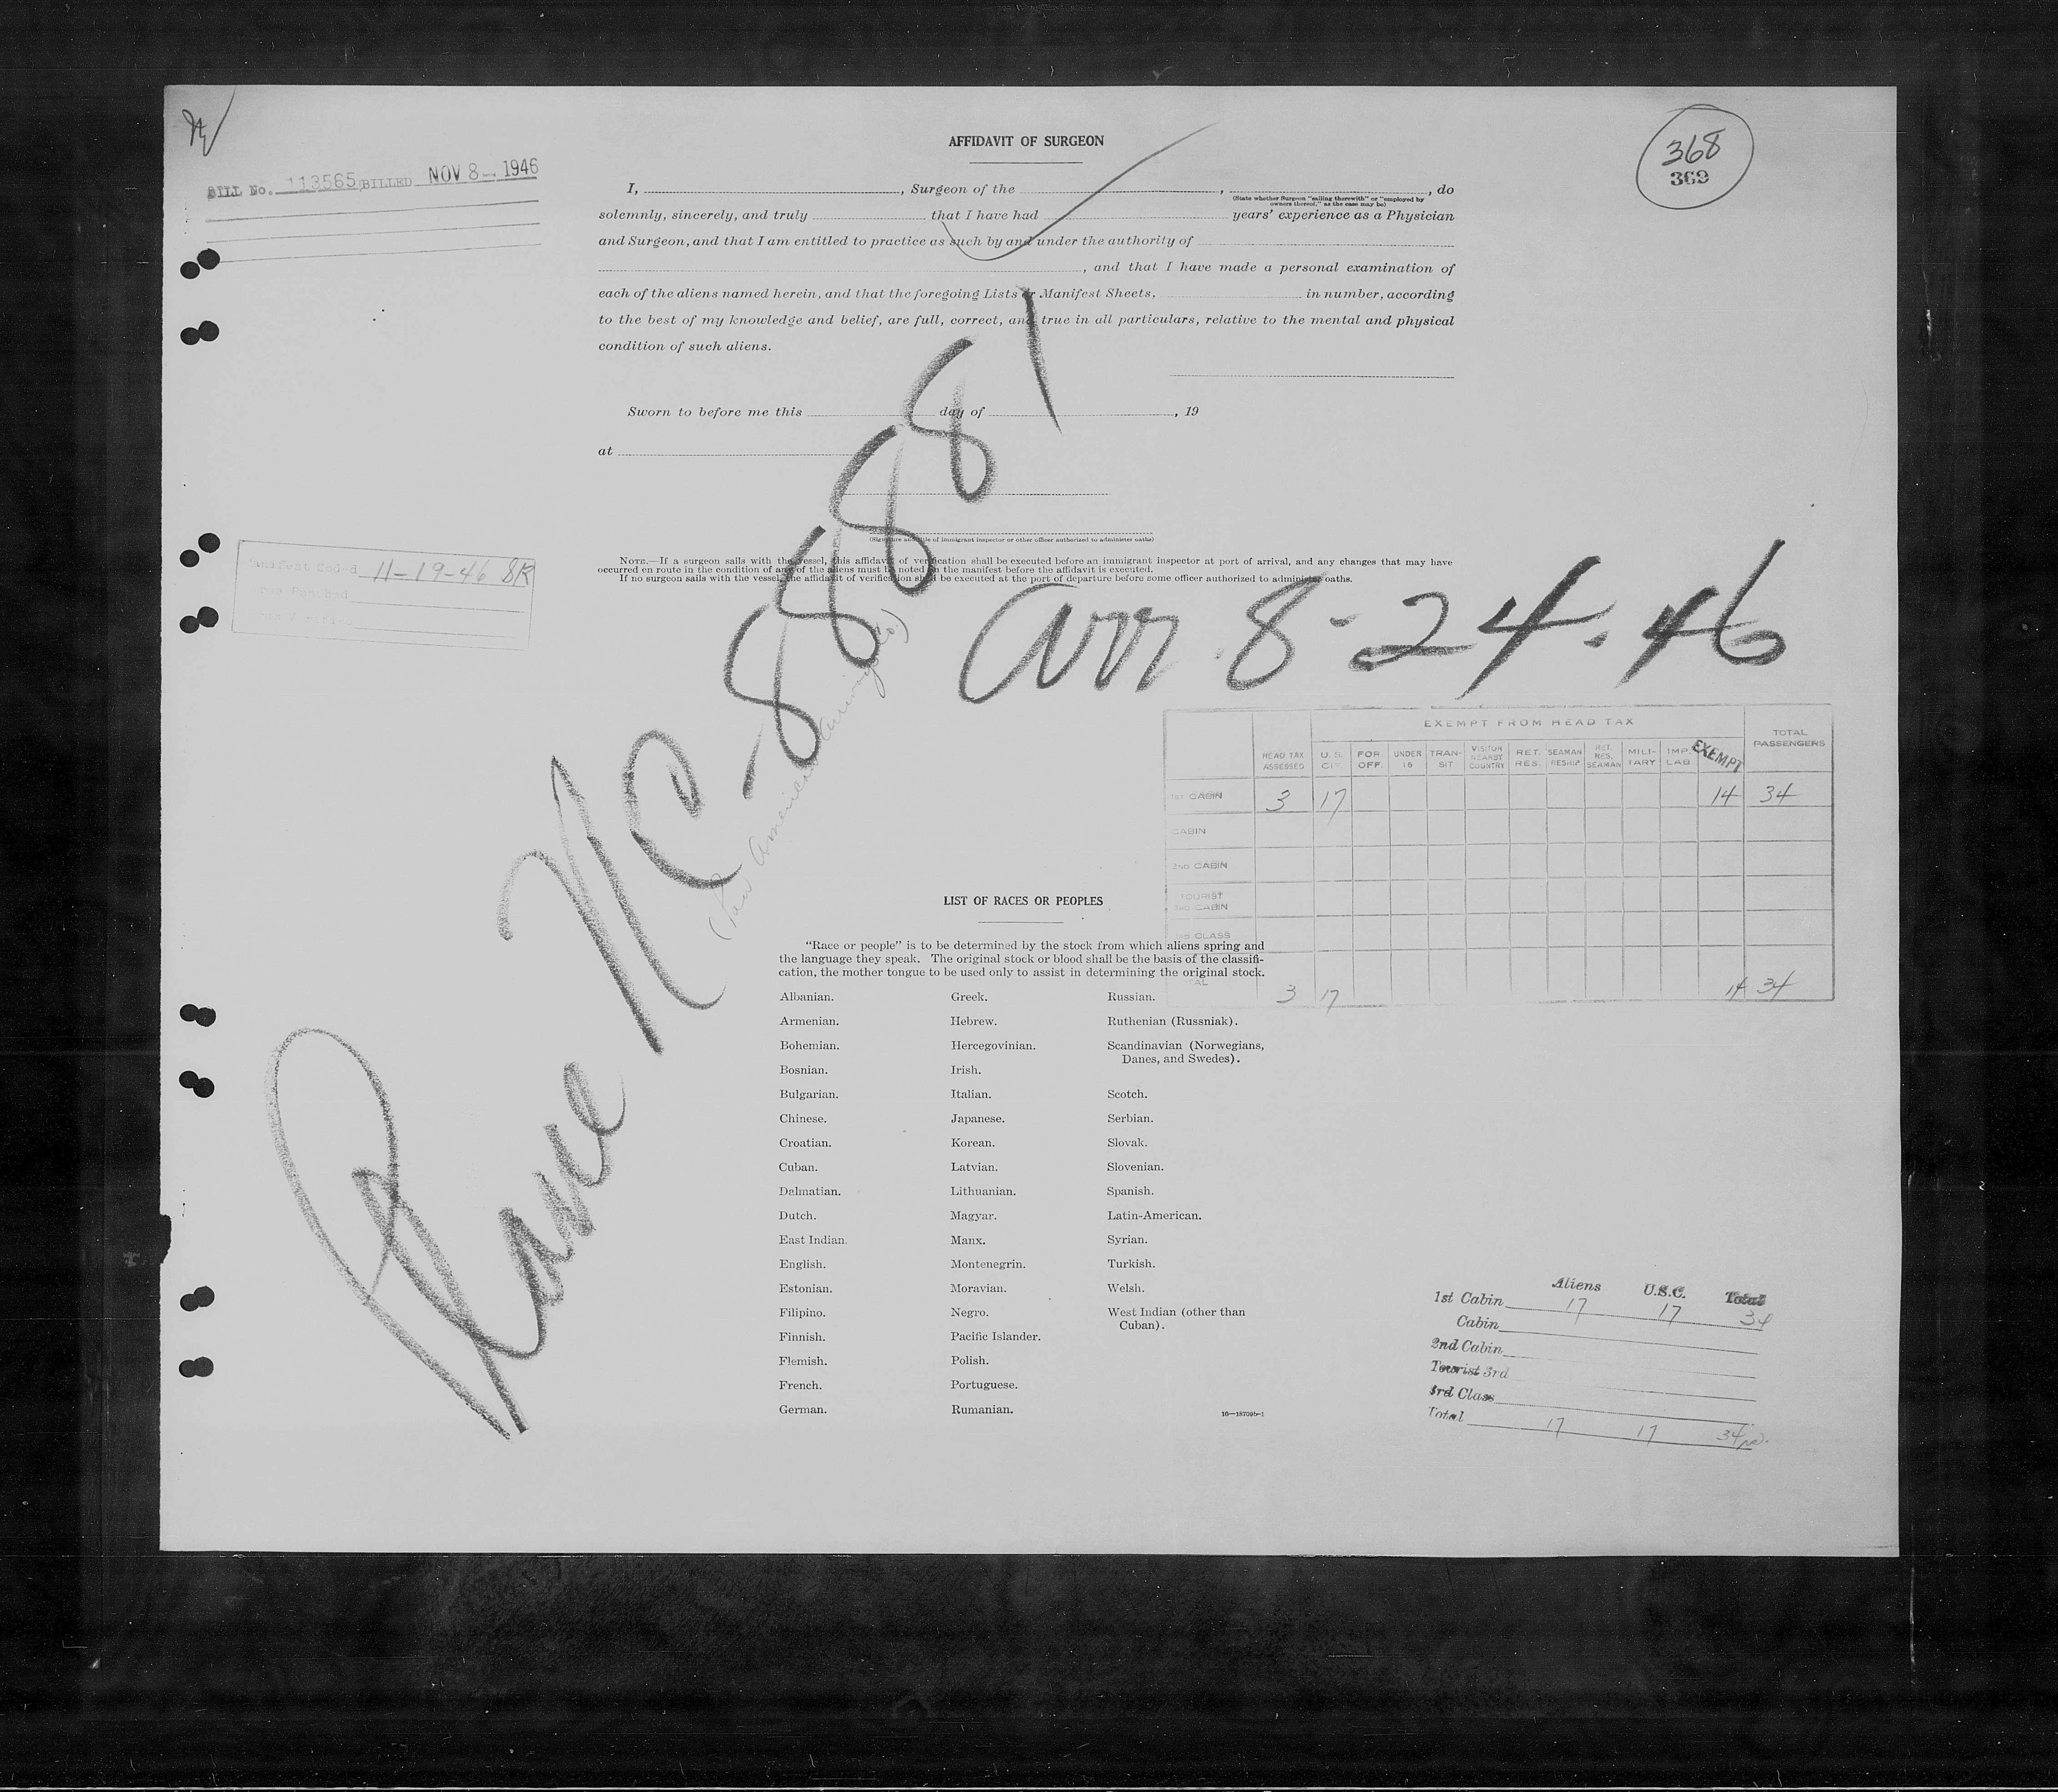 AFFIDAVIT OF SURGEON
368
369
BILL No. 113565 BILLED NOV 8 - 1946
I, , Surgeon of the , , do
(State whether Surgeon "sailing therewith" or "employed by
owners thereof," as the case may be)
solemnly, sincerely, and truly that I have had years' experience as a Physician
and Surgeon, and that I am entitled to practice as such by and under the authority of
, and that I have made a personal examination of
each of the aliens named herein, and that the foregoing Lists or Manifest Sheets, in number, according
to the best of my knowledge and belief, are full, correct, and true in all particulars, relative to the mental and physical
condition of such aliens.
Sworn to before me this day of , 19
at
(Signature and title of immigrant inspector or other officer authorized to administer oaths)
NOTE.—If a surgeon sails with the vessel, this affidavit of verification shall be executed before an immigrant inspector at port of arrival, and any changes that may have
occurred en route in the condition of any of the aliens must be noted in the manifest before the affidavit is executed.
If no surgeon sails with the vessel, the affidavit of verification shall be executed at the port of departure before some officer authorized to administer oaths.
Manifest Coded 11-19-46 SR
Plane NC-88881
(Pan American Airways)
arr 8-24-46
EXEMPT FROM HEAD TAX
HEAD TAX ASSESSED U.S. CIT. FOR. OFF. UNDER 16 TRAN-SIT VISITOR NEARBY COUNTRY RET. RES. SEAMAN RESHIP RET. RES. SEAMAN MILI-TARY IMP. LAB EXEMPT TOTAL PASSENGERS
1ST CABIN 3 17 14 34
CABIN
2ND CABIN
TOURIST
3RD CABIN
3RD CLASS
TOTAL 3 17 14 34
LIST OF RACES OR PEOPLES
"Race or people" is to be determined by the stock from which aliens spring and
the language they speak. The original stock or blood shall be the basis of the classifi-
cation, the mother tongue to be used only to assist in determining the original stock.
Albanian. Greek. Russian.
Armenian. Hebrew. Ruthenian (Russniak).
Bohemian. Hercegovinian. Scandinavian (Norwegians,
Danes, and Swedes).
Bosnian. Irish.
Bulgarian. Italian. Scotch.
Chinese. Japanese. Serbian.
Croatian. Korean. Slovak.
Cuban. Latvian. Slovenian.
Dalmatian. Lithuanian. Spanish.
Dutch. Magyar. Latin-American.
East Indian. Manx. Syrian.
English. Montenegrin. Turkish.
Estonian. Moravian. Welsh.
Filipino. Negro. West Indian (other than
Cuban).
Finnish. Pacific Islander.
Flemish. Polish.
French. Portuguese.
German. Rumanian.
Aliens U.S.C. Total
1st Cabin 17 17 34
Cabin
2nd Cabin
Tourist 3rd
3rd Class
Total 17 17 34